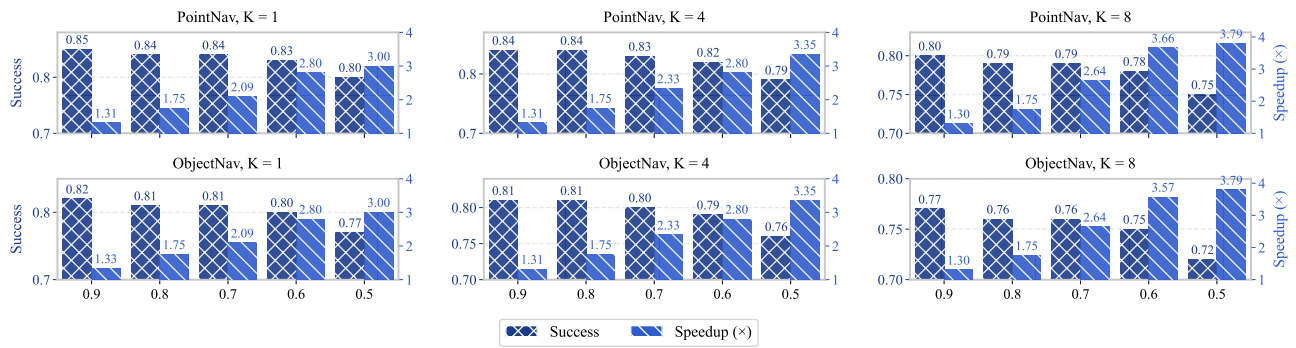 PointNav, K = 1
Success
0.8
0.7
0.85 0.84 0.84 0.83 0.80
1.31 1.75 2.09 2.80 3.00
4
3
2
1
PointNav, K = 4
0.8
0.7
0.84 0.84 0.83 0.82 0.79
1.31 1.75 2.33 2.80 3.35
4
3
2
1
PointNav, K = 8
0.80
0.75
0.70
0.80 0.79 0.79 0.78 0.75
1.30 1.75 2.64 3.66 3.79
4
3
2
1
Speedup (×)
ObjectNav, K = 1
Success
0.8
0.7
0.82 0.81 0.81 0.80 0.77
1.33 1.75 2.09 2.80 3.00
4
3
2
1
0.9 0.8 0.7 0.6 0.5
ObjectNav, K = 4
0.80
0.75
0.70
0.81 0.81 0.80 0.79 0.76
1.31 1.75 2.33 2.80 3.35
4
3
2
1
0.9 0.8 0.7 0.6 0.5
ObjectNav, K = 8
0.80
0.75
0.70
0.77 0.76 0.76 0.75 0.72
1.30 1.75 2.64 3.57 3.79
4
3
2
1
Speedup (×)
0.9 0.8 0.7 0.6 0.5
Success Speedup (×)